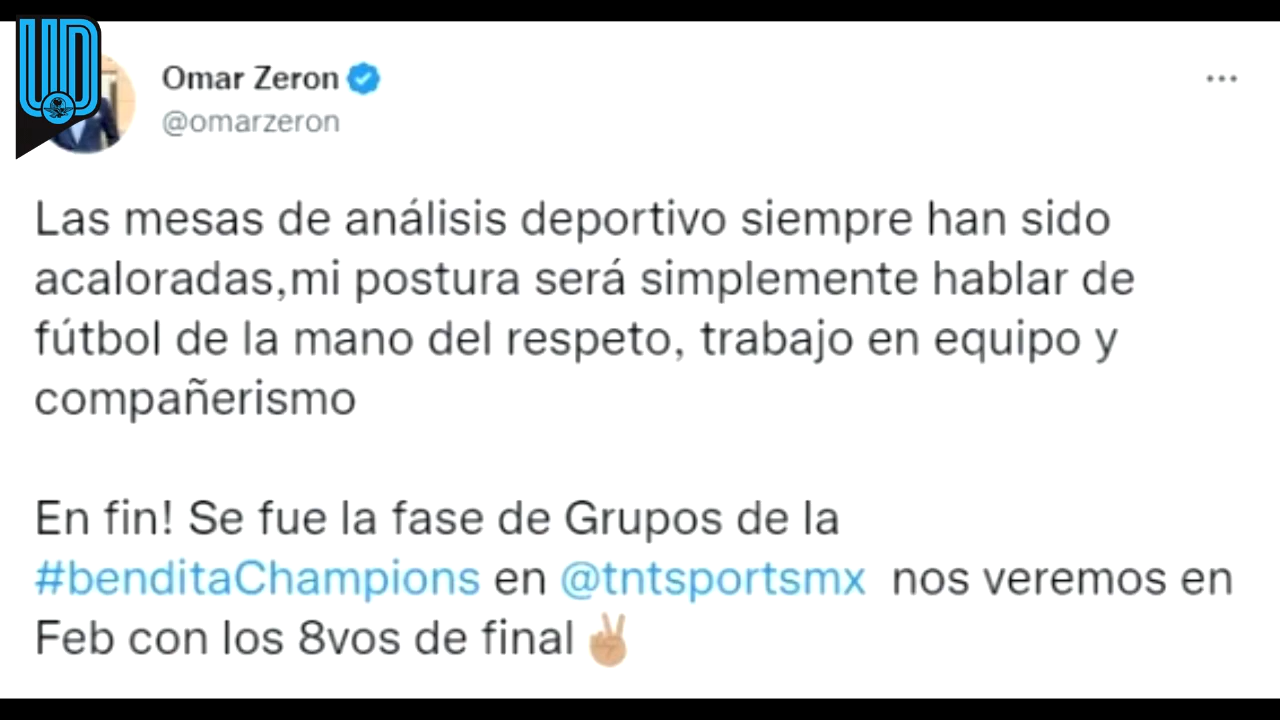 UD
Omar Zeron
@omarzeron
Las mesas de análisis deportivo siempre han sido
acaloradas,mi postura será simplemente hablar de
fútbol de la mano del respeto, trabajo en equipo y
compañerismo
En fin! Se fue la fase de Grupos de la
#benditaChampions en @tntsportsmx nos veremos en
Feb con los 8vos de final✌🏼